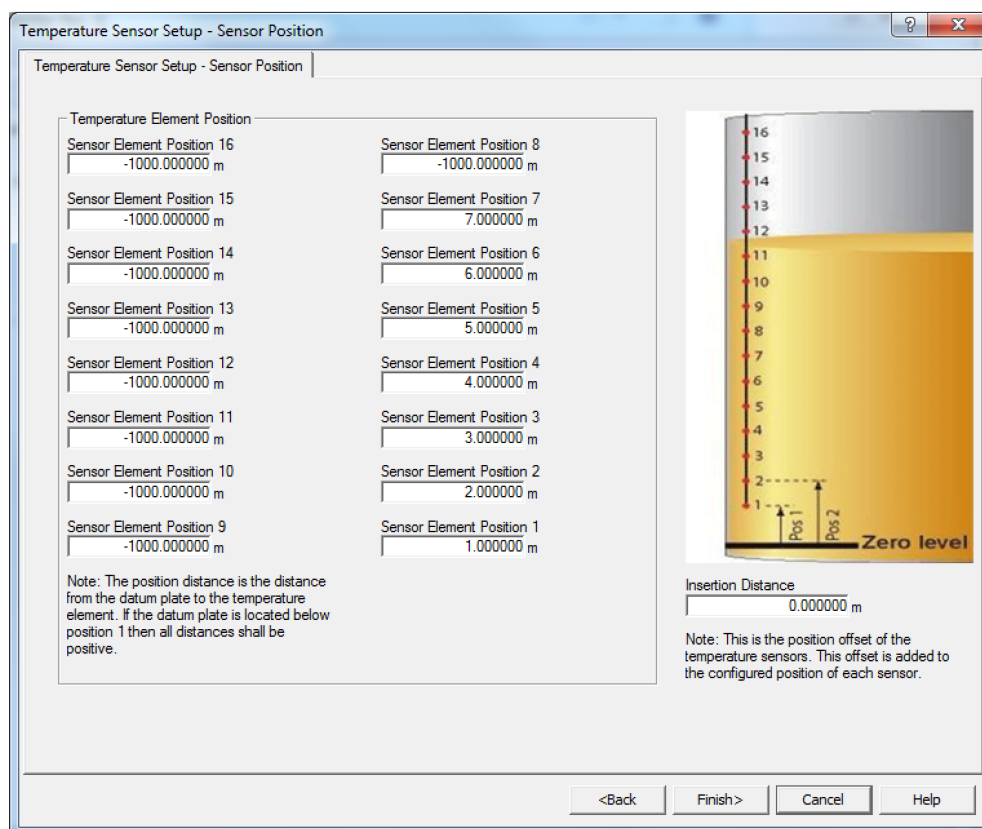 Temperature Sensor Setup - Sensor Position
?
X
Temperature Sensor Setup - Sensor Position
Temperature Element Position
Sensor Element Position 16
-1000.000000 m
Sensor Element Position 15
-1000.000000 m
Sensor Element Position 14
-1000.000000 m
Sensor Element Position 13
-1000.000000 m
Sensor Element Position 12
-1000.000000 m
Sensor Element Position 11
-1000.000000 m
Sensor Element Position 10
-1000.000000 m
Sensor Element Position 9
-1000.000000 m
Sensor Element Position 8
-1000.000000 m
Sensor Element Position 7
7.000000 m
Sensor Element Position 6
6.000000 m
Sensor Element Position 5
5.000000 m
Sensor Element Position 4
4.000000 m
Sensor Element Position 3
3.000000 m
Sensor Element Position 2
2.000000 m
Sensor Element Position 1
1.000000 m
Note: The position distance is the distance
from the datum plate to the temperature
element. If the datum plate is located below
position 1 then all distances shall be
positive.
16
15
14
13
12
11
10
9
8
7
6
5
4
3
2
1
Pos 1
Pos 2
Zero level
Insertion Distance
0.000000 m
Note: This is the position offset of the
temperature sensors. This offset is added to
the configured position of each sensor.
<Back
Finish>
Cancel
Help